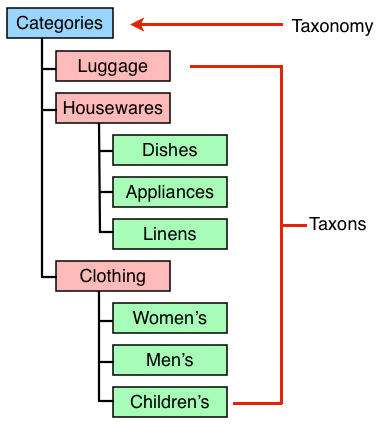 Categories
Taxonomy
Luggage
Housewares
Dishes
Appliances
Linens
Taxons
Clothing
Women’s
Men’s
Children’s